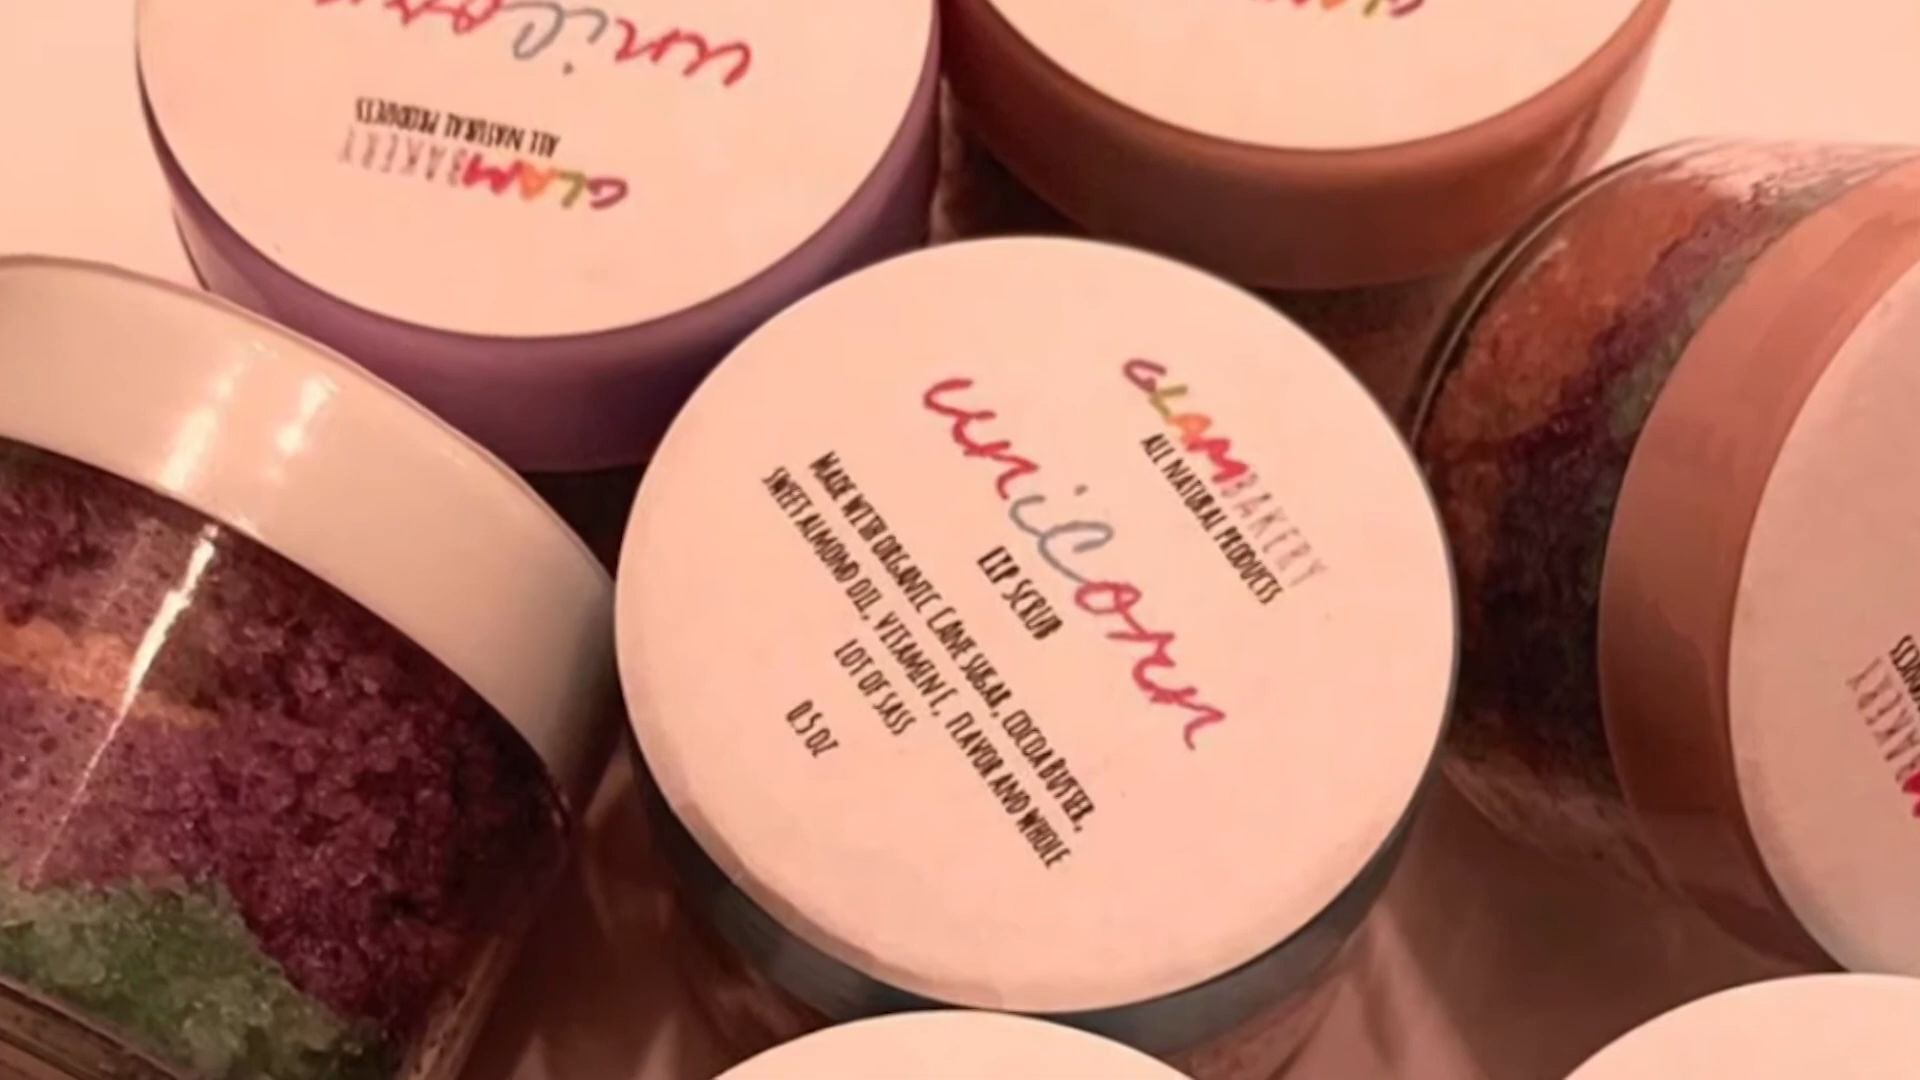 unicorn
ALL NATURAL PRODUCTS
GLAMBAKERY
GLAMBAKERY
ALL NATURAL PRODUCTS
unicorn
LIP SCRUB
MADE WITH ORGANIC CANE SUGAR, COCOA BUTTER,
SWEET ALMOND OIL, VITAMIN E, FLAVOR AND WHOLE
LOT OF SASS
0.5 OZ
BAKERY